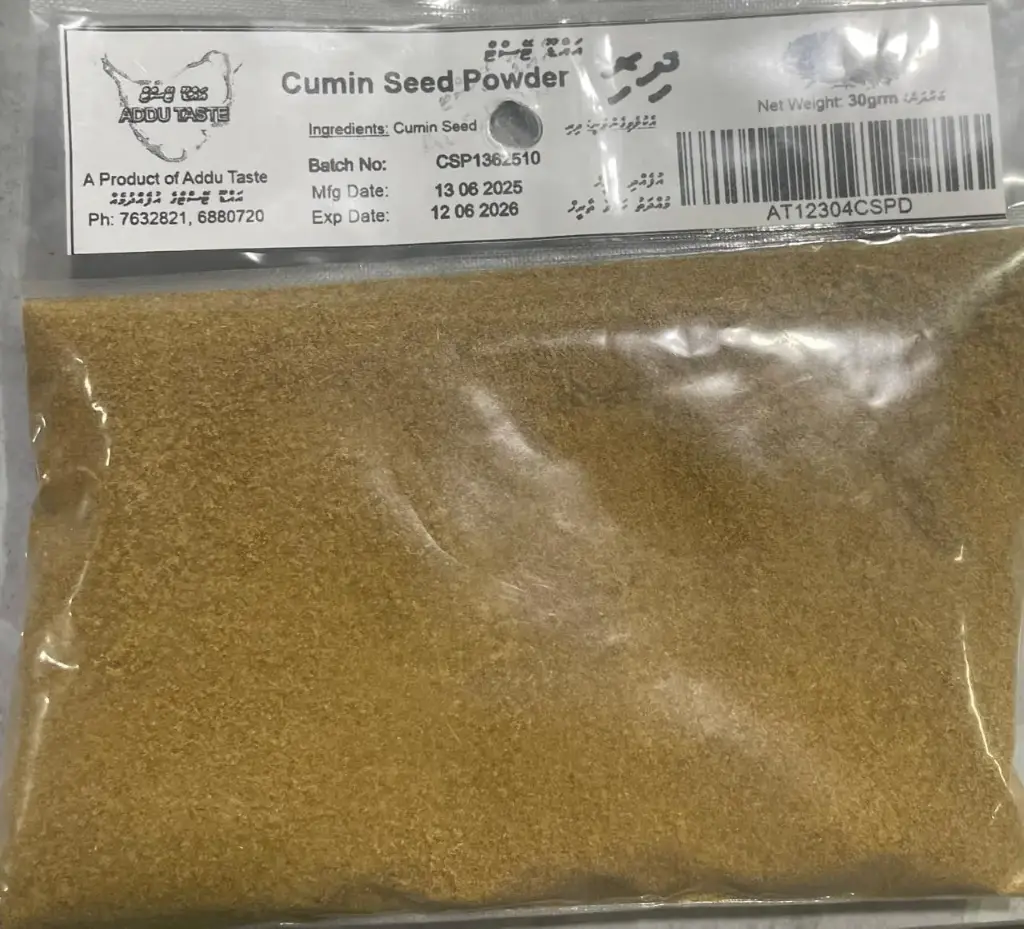 އައްޑޫ ޓޭސްޓް
ADDU TASTE
A Product of Addu Taste
Ph: 7632821, 6880720
އައްޑޫ ޓޭސްޓް
Cumin Seed Powder
ދިރި
Ingredients: Cumin Seed
Batch No: CSP1362510
Mfg Date: 13 06 2025
Exp Date: 12 06 2026
Net Weight: 30grm
AT12304CSPD